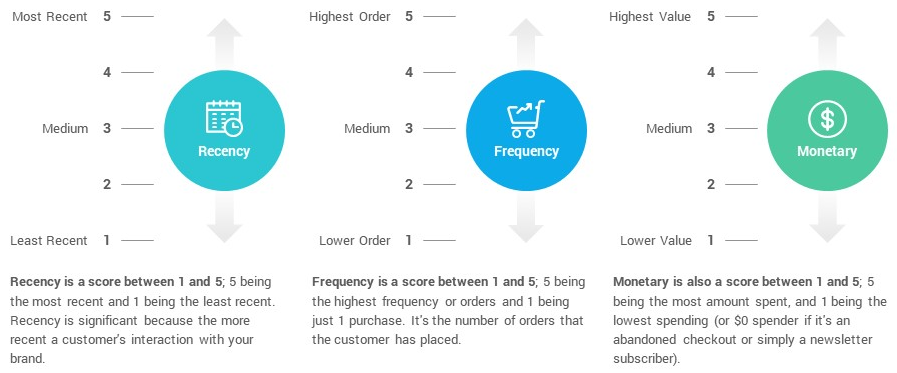 Most Recent 5
4
Medium 3
2
Least Recent 1
Recency
Highest Order 5
4
Medium 3
2
Lower Order 1
Frequency
Highest Value 5
4
Medium 3
2
Lower Value 1
Monetary
Recency is a score between 1 and 5; 5 being
the most recent and 1 being the least recent.
Recency is significant because the more
recent a customer's interaction with your
brand.
Frequency is a score between 1 and 5; 5 being
the highest frequency or orders and 1 being
just 1 purchase. It's the number of orders that
the customer has placed.
Monetary is also a score between 1 and 5; 5
being the most amount spent, and 1 being the
lowest spending (or $0 spender if it's an
abandoned checkout or simply a newsletter
subscriber).